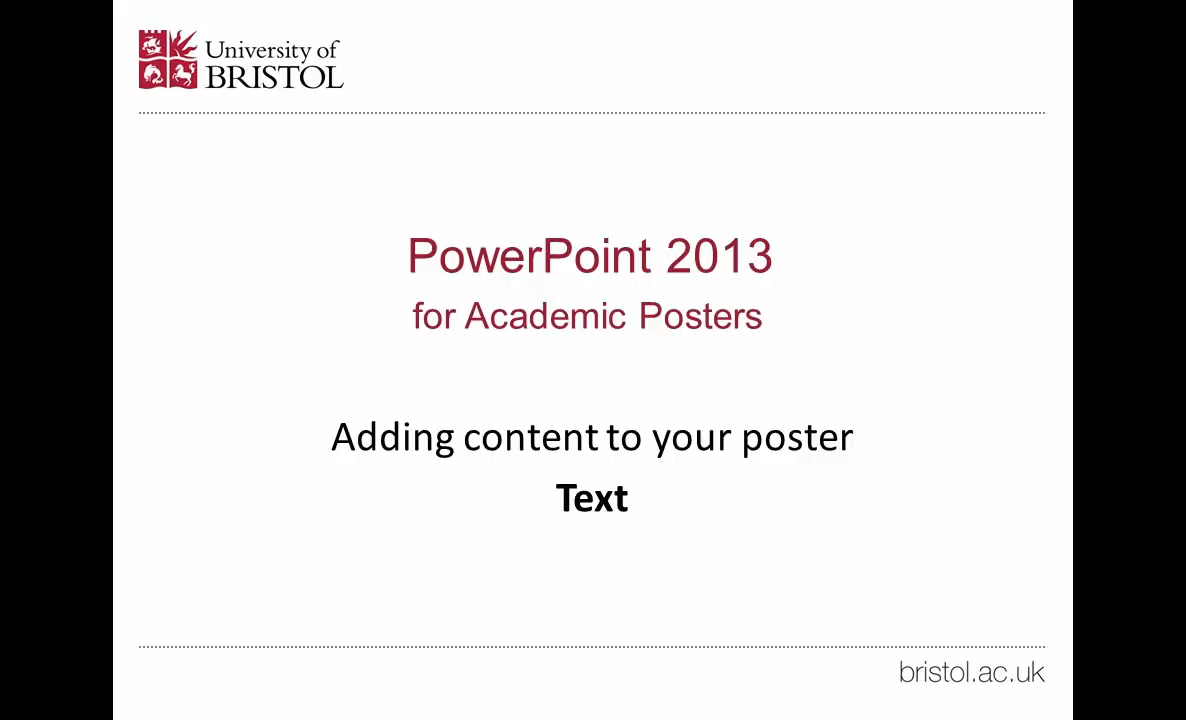 University of
BRISTOL
PowerPoint 2013
for Academic Posters
Adding content to your poster
Text
bristol.ac.uk